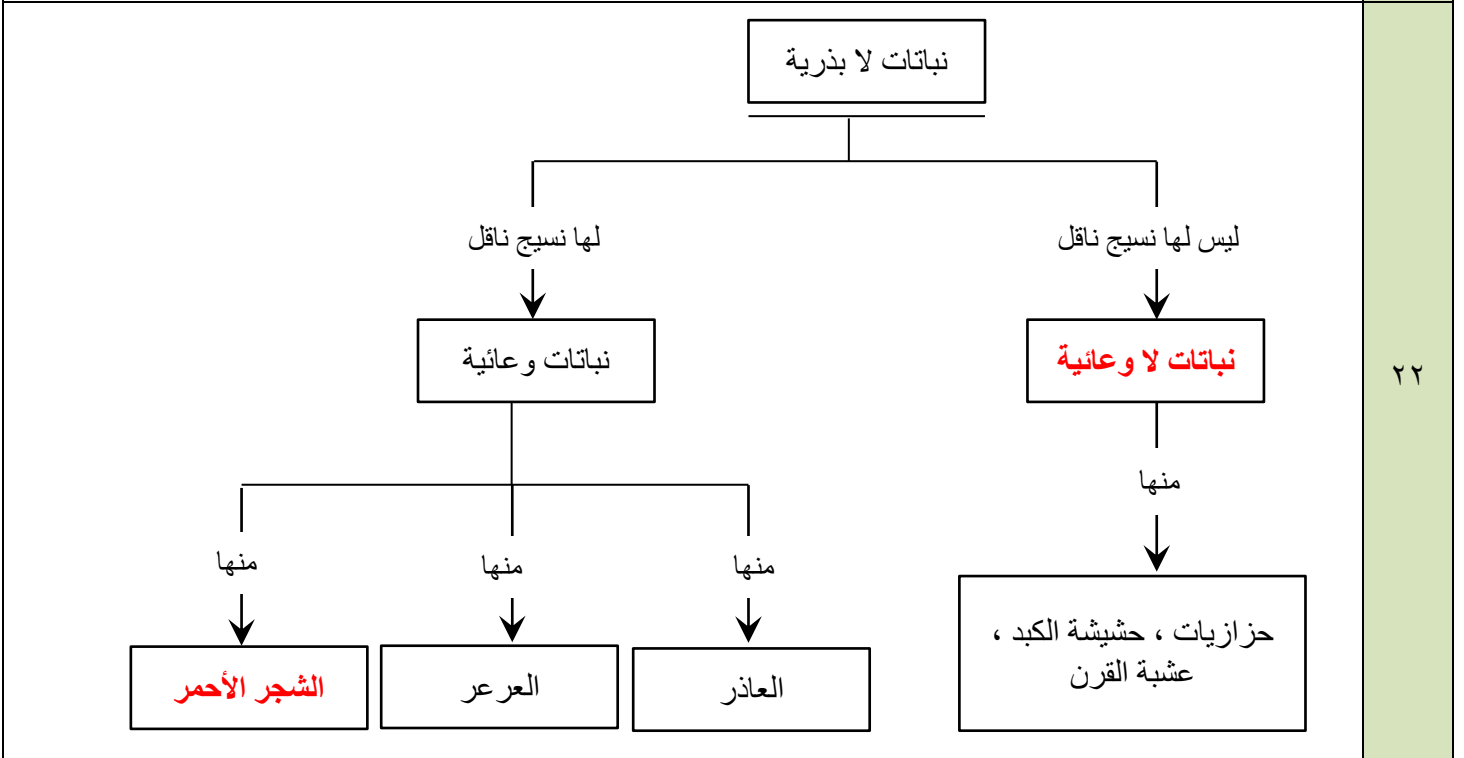 نباتات لا بذرية
ليس لها نسيج ناقل
لها نسيج ناقل
نباتات لا وعائية
نباتات وعائية
٢٢
منها
منها
منها
منها
حزازيات ، حشيشة الكبد ،
عشبة القرن
العاذر
العرعر
الشجر الأحمر